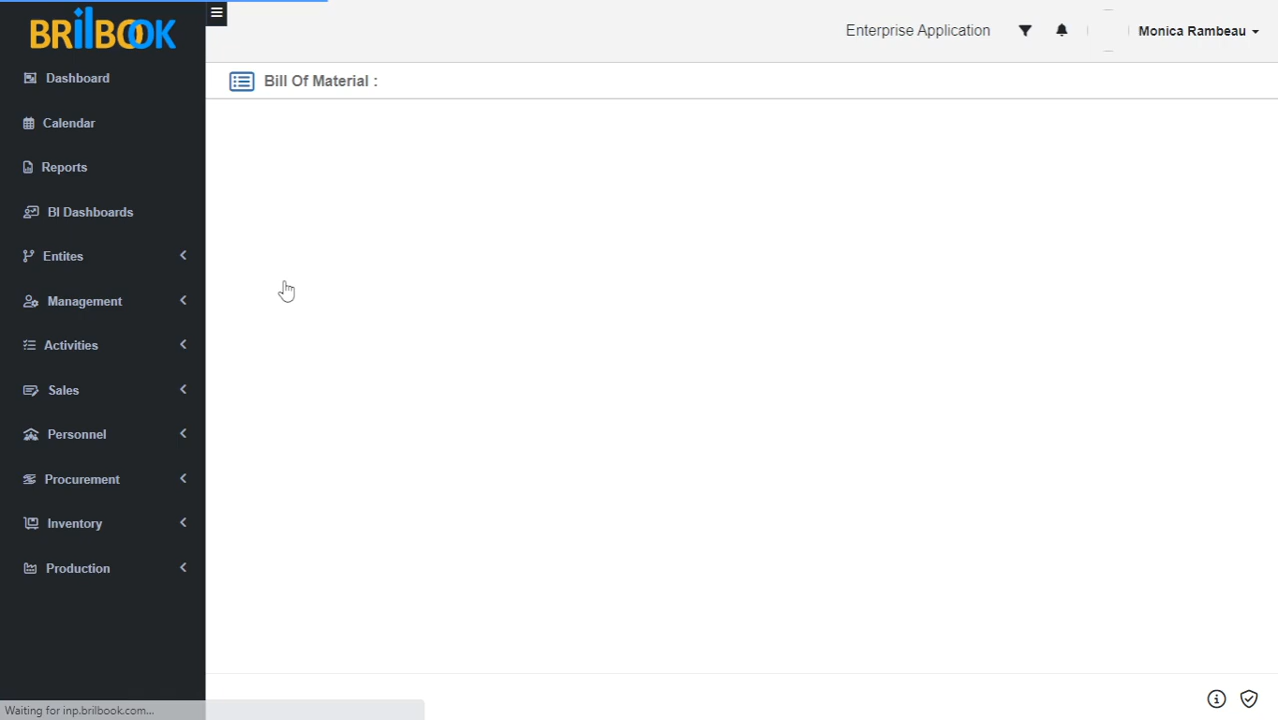 BRILBOOK
Enterprise Application
Monica Rambeau
Bill Of Material :
Dashboard
Calendar
Reports
BI Dashboards
Entites
Management
Activities
Sales
Personnel
Procurement
Inventory
Production
Waiting for inp.brilbook.com...